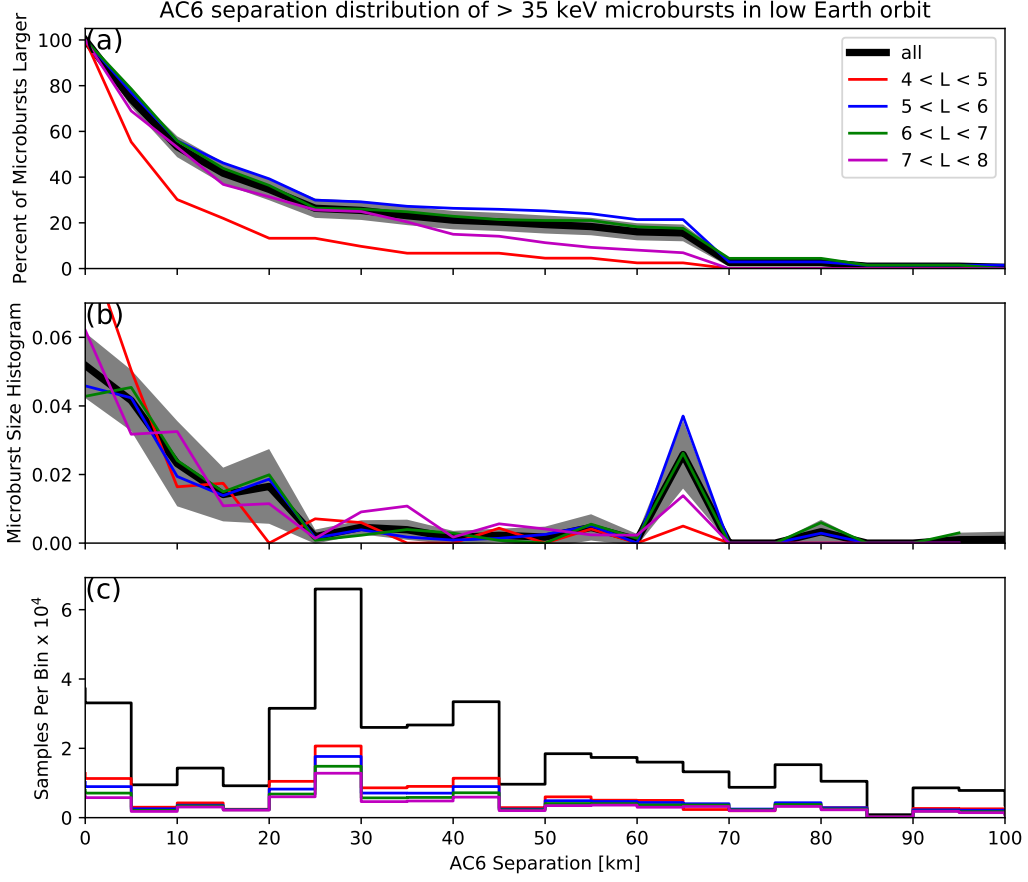 AC6 separation distribution of > 35 keV microbursts in low Earth orbit
(a)
Percent of Microbursts Larger
100
80
60
40
20
0
all
4 < L < 5
5 < L < 6
6 < L < 7
7 < L < 8
(b)
Microburst Size Histogram
0.06
0.04
0.02
0.00
(c)
Samples Per Bin x 10⁴
6
4
2
0
0 10 20 30 40 50 60 70 80 90 100
AC6 Separation [km]